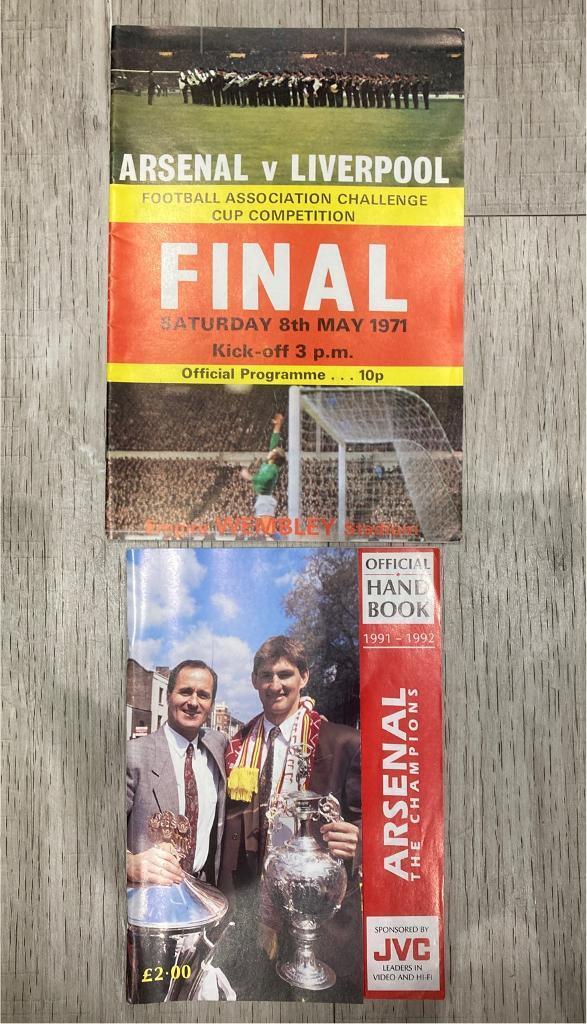 ARSENAL v LIVERPOOL
FOOTBALL ASSOCIATION CHALLENGE
CUP COMPETITION
FINAL
SATURDAY 8th MAY 1971
Kick-off 3 p.m.
Official Programme . . . 10p
Empire WEMBLEY Stadium
OFFICIAL
HAND
BOOK
1991 - 1992
ARSENAL
THE CHAMPIONS
£2·00
SPONSORED BY
JVC
LEADERS IN
VIDEO AND HI-FI